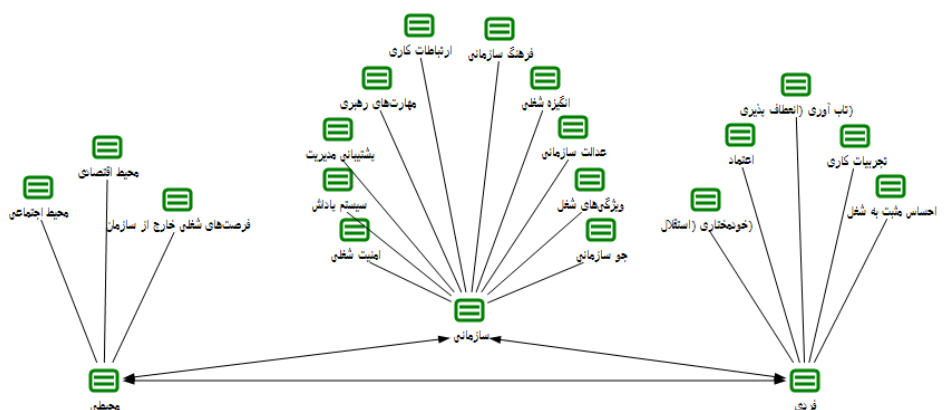 ارتباطات کاری
فرهنگ سازمانی
مهارت‌های رهبری
انگیزه شغلی
(تاب آوری (انعطاف پذیری
پشتیبانی مدیریت
عدالت سازمانی
اعتماد
تجربیات کاری
محیط اقتصادی
سیستم پاداش
ویژگی‌های شغل
احساس مثبت به شغل
محیط اجتماعی
فرصت‌های شغلی خارج از سازمان
(خودمختاری (استقلال
امنیت شغلی
جو سازمانی
سازمانی
محیطی
فردی